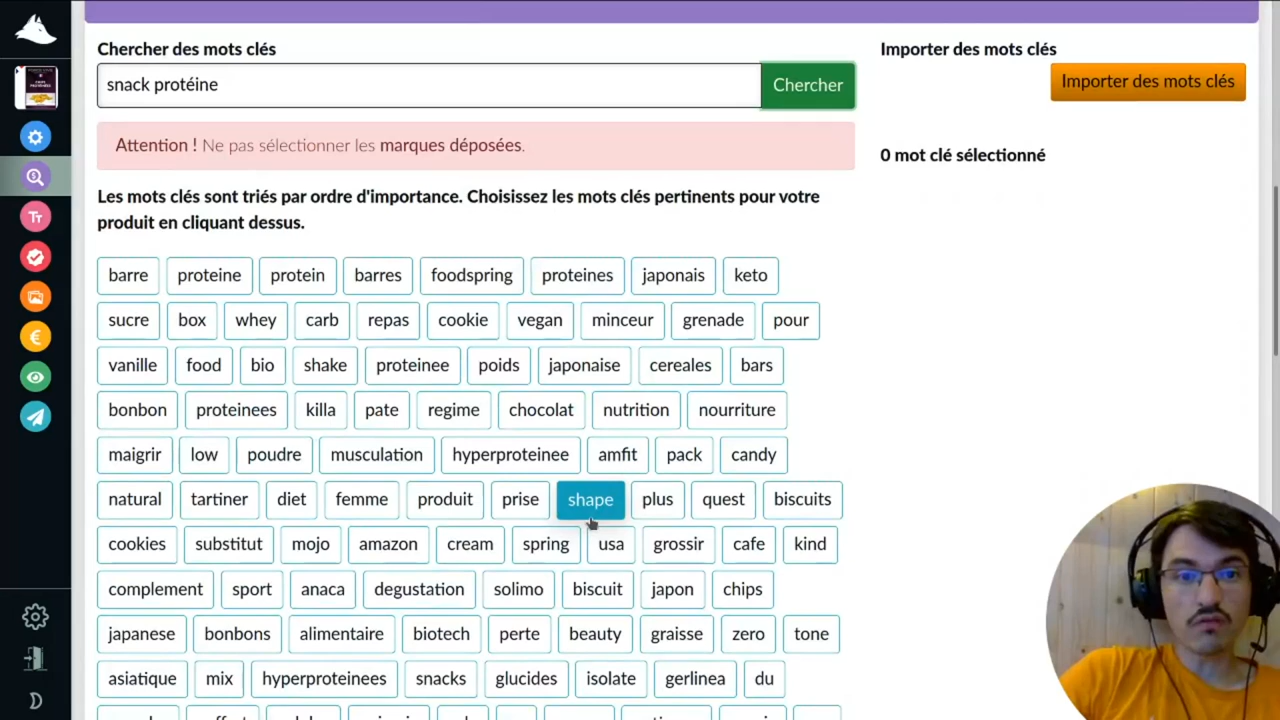 Chercher des mots clés
Importer des mots clés
snack protéine
Chercher
Importer des mots clés
Attention ! Ne pas sélectionner les marques déposées.
0 mot clé sélectionné
Les mots clés sont triés par ordre d'importance. Choisissez les mots clés pertinents pour votre
produit en cliquant dessus.
barre proteine protein barres foodspring proteines japonais keto
sucre box whey carb repas cookie vegan minceur grenade pour
vanille food bio shake proteinee poids japonaise cereales bars
bonbon proteinees killa pate regime chocolat nutrition nourriture
maigrir low poudre musculation hyperproteinee amfit pack candy
natural tartiner diet femme produit prise shape plus quest biscuits
cookies substitut mojo amazon cream spring usa grossir cafe kind
complement sport anaca degustation solimo biscuit japon chips
japanese bonbons alimentaire biotech perte beauty graisse zero tone
asiatique mix hyperproteinees snacks glucides isolate gerlinea du